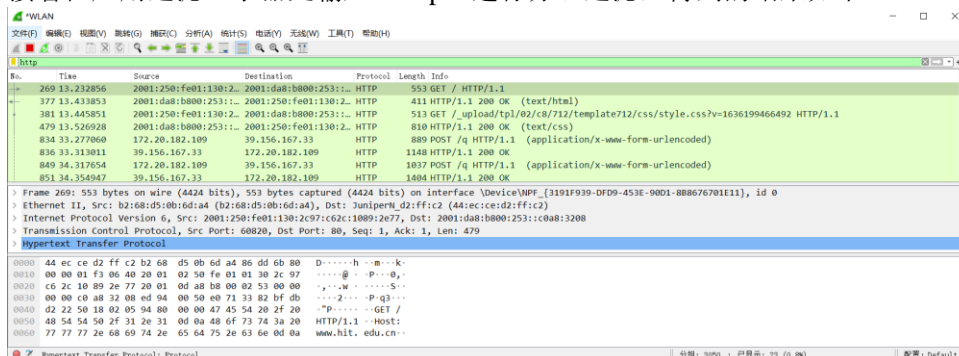 *WLAN
文件(F) 编辑(E) 视图(V) 跳转(G) 捕获(C) 分析(A) 统计(S) 电话(Y) 无线(W) 工具(T) 帮助(H)
http
No. Time Source Destination Protocol Length Info
269 13.232856 2001:250:fe01:130:2… 2001:da8:b800:253::… HTTP 553 GET / HTTP/1.1
377 13.433853 2001:da8:b800:253::… 2001:250:fe01:130:2… HTTP 411 HTTP/1.1 200 OK (text/html)
381 13.445851 2001:250:fe01:130:2… 2001:da8:b800:253::… HTTP 513 GET /_upload/tpl/02/c8/712/template712/css/style.css?v=1636199466492 HTTP/1.1
479 13.526928 2001:da8:b800:253::… 2001:250:fe01:130:2… HTTP 810 HTTP/1.1 200 OK (text/css)
834 33.277060 172.20.182.109 39.156.167.33 HTTP 889 POST /q HTTP/1.1 (application/x-www-form-urlencoded)
836 33.313011 39.156.167.33 172.20.182.109 HTTP 1148 HTTP/1.1 200 OK
849 34.317654 172.20.182.109 39.156.167.33 HTTP 1037 POST /q HTTP/1.1 (application/x-www-form-urlencoded)
851 34.354947 39.156.167.33 172.20.182.109 HTTP 1404 HTTP/1.1 200 OK
> Frame 269: 553 bytes on wire (4424 bits), 553 bytes captured (4424 bits) on interface \Device\NPF_{3191F939-DFD9-453E-90D1-8B8676701E11}, id 0
> Ethernet II, Src: b2:68:d5:0b:6d:a4 (b2:68:d5:0b:6d:a4), Dst: JuniperN_d2:ff:c2 (44:ec:ce:d2:ff:c2)
> Internet Protocol Version 6, Src: 2001:250:fe01:130:2c97:c62c:1089:2e77, Dst: 2001:da8:b800:253::c0a8:3208
> Transmission Control Protocol, Src Port: 60820, Dst Port: 80, Seq: 1, Ack: 1, Len: 479
> Hypertext Transfer Protocol
0000 44 ec ce d2 ff c2 b2 68 d5 0b 6d a4 86 dd 6b 80 D······h ··m···k·
0010 00 00 01 f3 06 40 20 01 02 50 fe 01 01 30 2c 97 ·····@ · ·P···0,·
0020 c6 2c 10 89 2e 77 20 01 0d a8 b8 00 02 53 00 00 ·,··.w · ·····S··
0030 00 00 c0 a8 32 08 ed 94 00 50 e0 71 33 82 bf db ····2··· ·P·q3···
0040 d2 22 50 18 02 05 94 80 00 00 47 45 54 20 2f 20 ·"P····· ··GET /
0050 48 54 54 50 2f 31 2e 31 0d 0a 48 6f 73 74 3a 20 HTTP/1.1 ··Host:
0060 77 77 77 2e 68 69 74 2e 65 64 75 2e 63 6e 0d 0a www.hit. edu.cn··
Hypertext Transfer Protocol: Protocol
分组: 3050 · 已显示: 23 (0.8%)
配置: Default